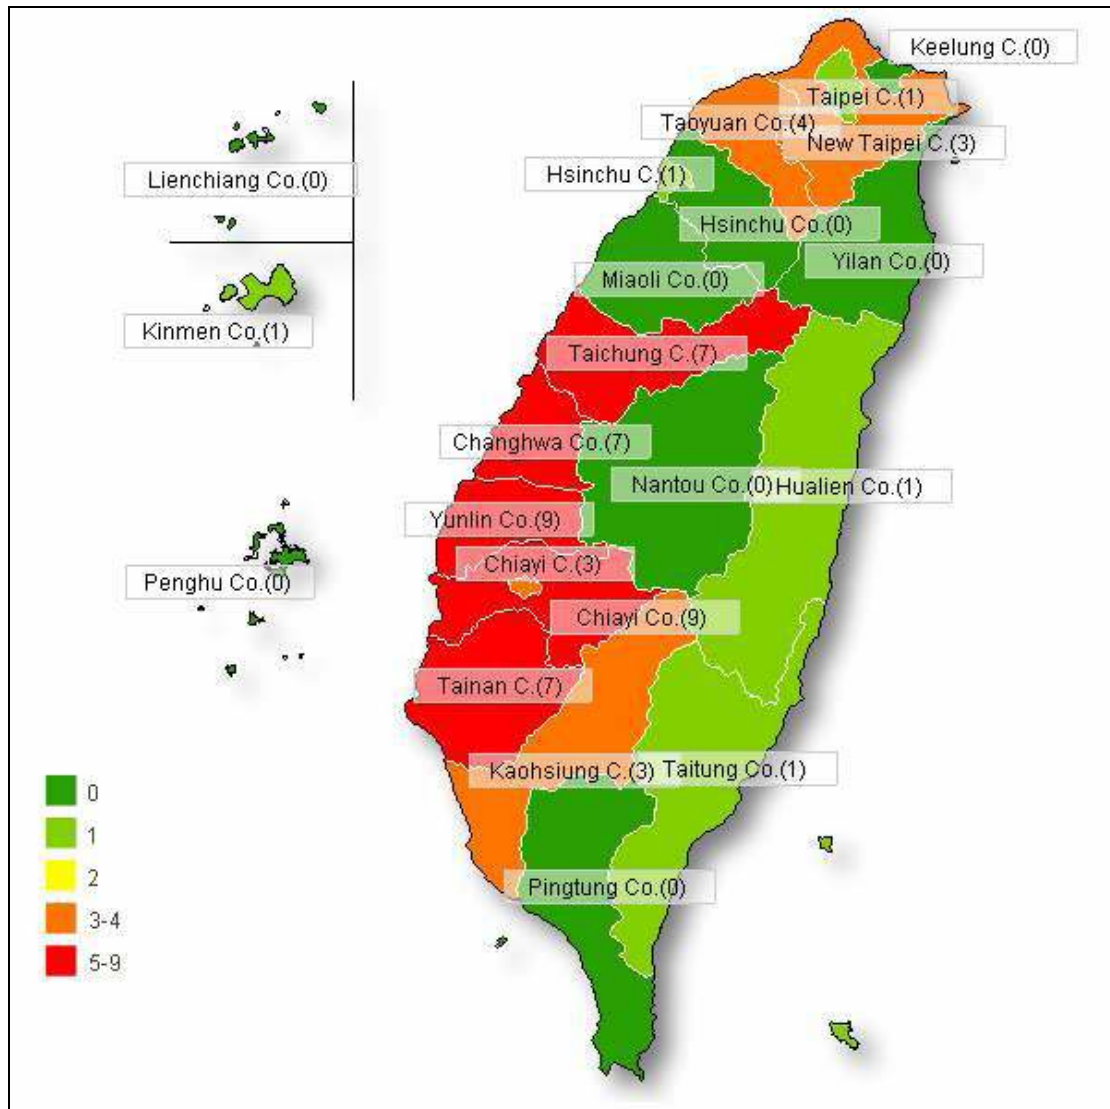 Keelung C.(0)
Taipei C.(1)
Taoyuan Co.(4)
New Taipei C.(3)
Lienchiang Co.(0)
Hsinchu C.(1)
Hsinchu Co.(0)
Yilan Co.(0)
Miaoli Co.(0)
Kinmen Co.(1)
Taichung C.(7)
Changhwa Co.(7)
Nantou Co.(0)
Hualien Co.(1)
Yunlin Co.(9)
Chiayi C.(3)
Penghu Co.(0)
Chiayi Co.(9)
Tainan C.(7)
Kaohsiung C.(3)
Taitung Co.(1)
Pingtung Co.(0)
0
1
2
3-4
5-9